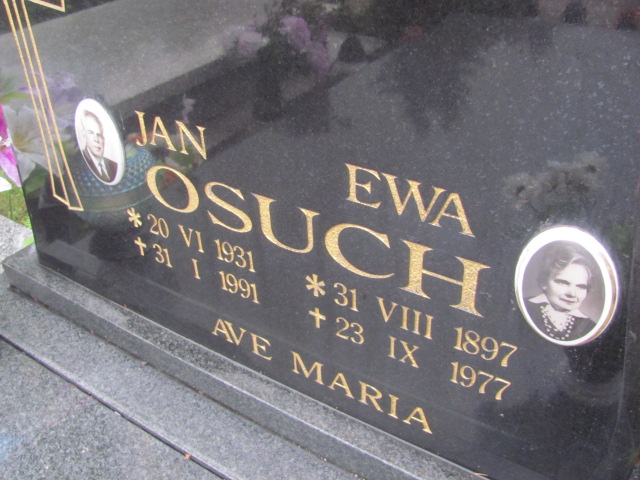 JAN
EWA
OSUCH
* 20 VI 1931
+ 31 I 1991
* 31 VIII 1897
+ 23 IX 1977
AVE MARIA